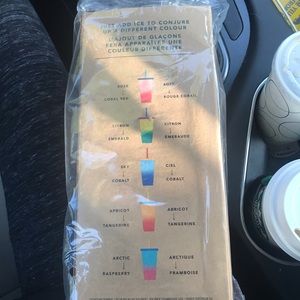 JUST ADD ICE TO CONJURE
UP A DIFFERENT COLOUR
L'AJOUT DE GLAÇONS
FERA APPARAÎTRE UNE
COULEUR DIFFÉRENTE
ROSE
CORAL RED
ROSE
ROUGE CORAIL
CITRON
EMERALD
CITRON
ÉMERAUDE
SKY
COBALT
CIEL
COBALT
APRICOT
TANGERINE
ABRICOT
TANGERINE
ARCTIC
RASPBERRY
ARCTIQUE
FRAMBOISE